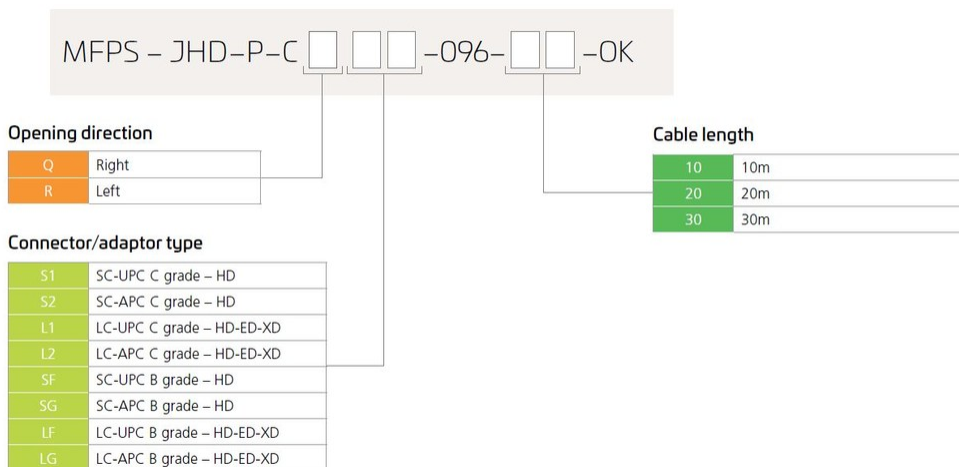 MFPS – JHD–P–C –096– –OK
Opening direction
Q Right
R Left
Cable length
10 10m
20 20m
30 30m
Connector/adaptor type
S1 SC-UPC C grade – HD
S2 SC-APC C grade – HD
L1 LC-UPC C grade – HD-ED-XD
L2 LC-APC C grade – HD-ED-XD
SF SC-UPC B grade – HD
SG SC-APC B grade – HD
LF LC-UPC B grade – HD-ED-XD
LG LC-APC B grade – HD-ED-XD